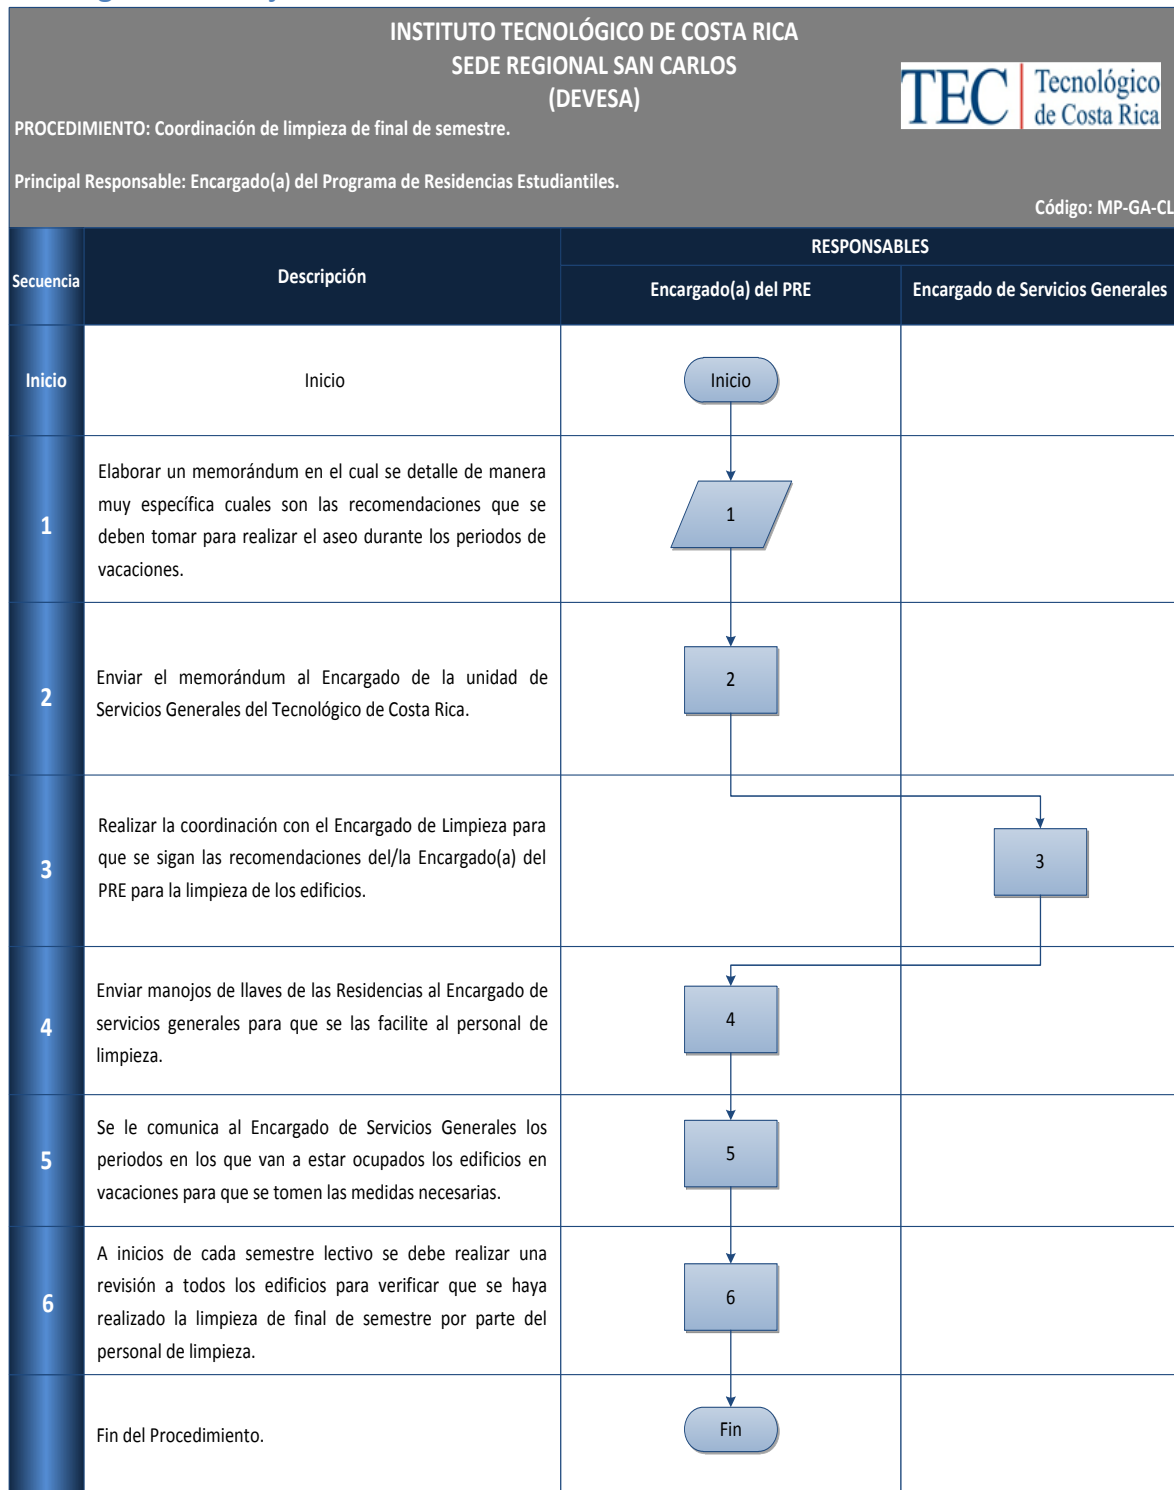 INSTITUTO TECNOLÓGICO DE COSTA RICA
SEDE REGIONAL SAN CARLOS
(DEVESA)
TEC Tecnológico
de Costa Rica
PROCEDIMIENTO: Coordinación de limpieza de final de semestre.
Principal Responsable: Encargado(a) del Programa de Residencias Estudiantiles.
Código: MP-GA-CL
Secuencia
Descripción
RESPONSABLES
Encargado(a) del PRE
Encargado de Servicios Generales
Inicio
Inicio
Inicio
1
Elaborar un memorándum en el cual se detalle de manera
muy específica cuales son las recomendaciones que se
deben tomar para realizar el aseo durante los periodos de
vacaciones.
1
2
Enviar el memorándum al Encargado de la unidad de
Servicios Generales del Tecnológico de Costa Rica.
2
3
Realizar la coordinación con el Encargado de Limpieza para
que se sigan las recomendaciones del/la Encargado(a) del
PRE para la limpieza de los edificios.
3
4
Enviar manojos de llaves de las Residencias al Encargado de
servicios generales para que se las facilite al personal de
limpieza.
4
5
Se le comunica al Encargado de Servicios Generales los
periodos en los que van a estar ocupados los edificios en
vacaciones para que se tomen las medidas necesarias.
5
6
A inicios de cada semestre lectivo se debe realizar una
revisión a todos los edificios para verificar que se haya
realizado la limpieza de final de semestre por parte del
personal de limpieza.
6
Fin del Procedimiento.
Fin